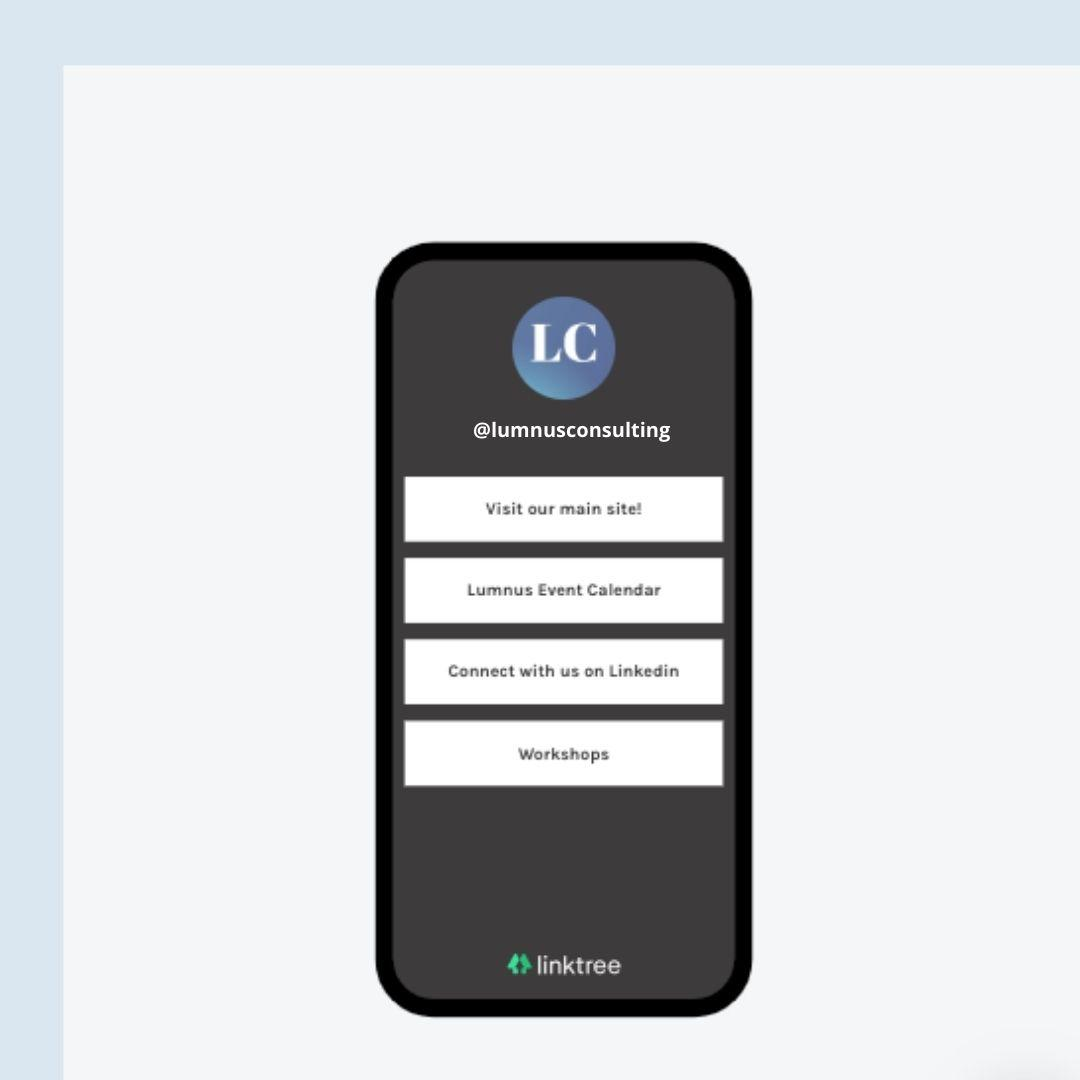 LC
@lumnusconsulting
Visit our main site!
Lumnus Event Calendar
Connect with us on Linkedin
Workshops
linktree